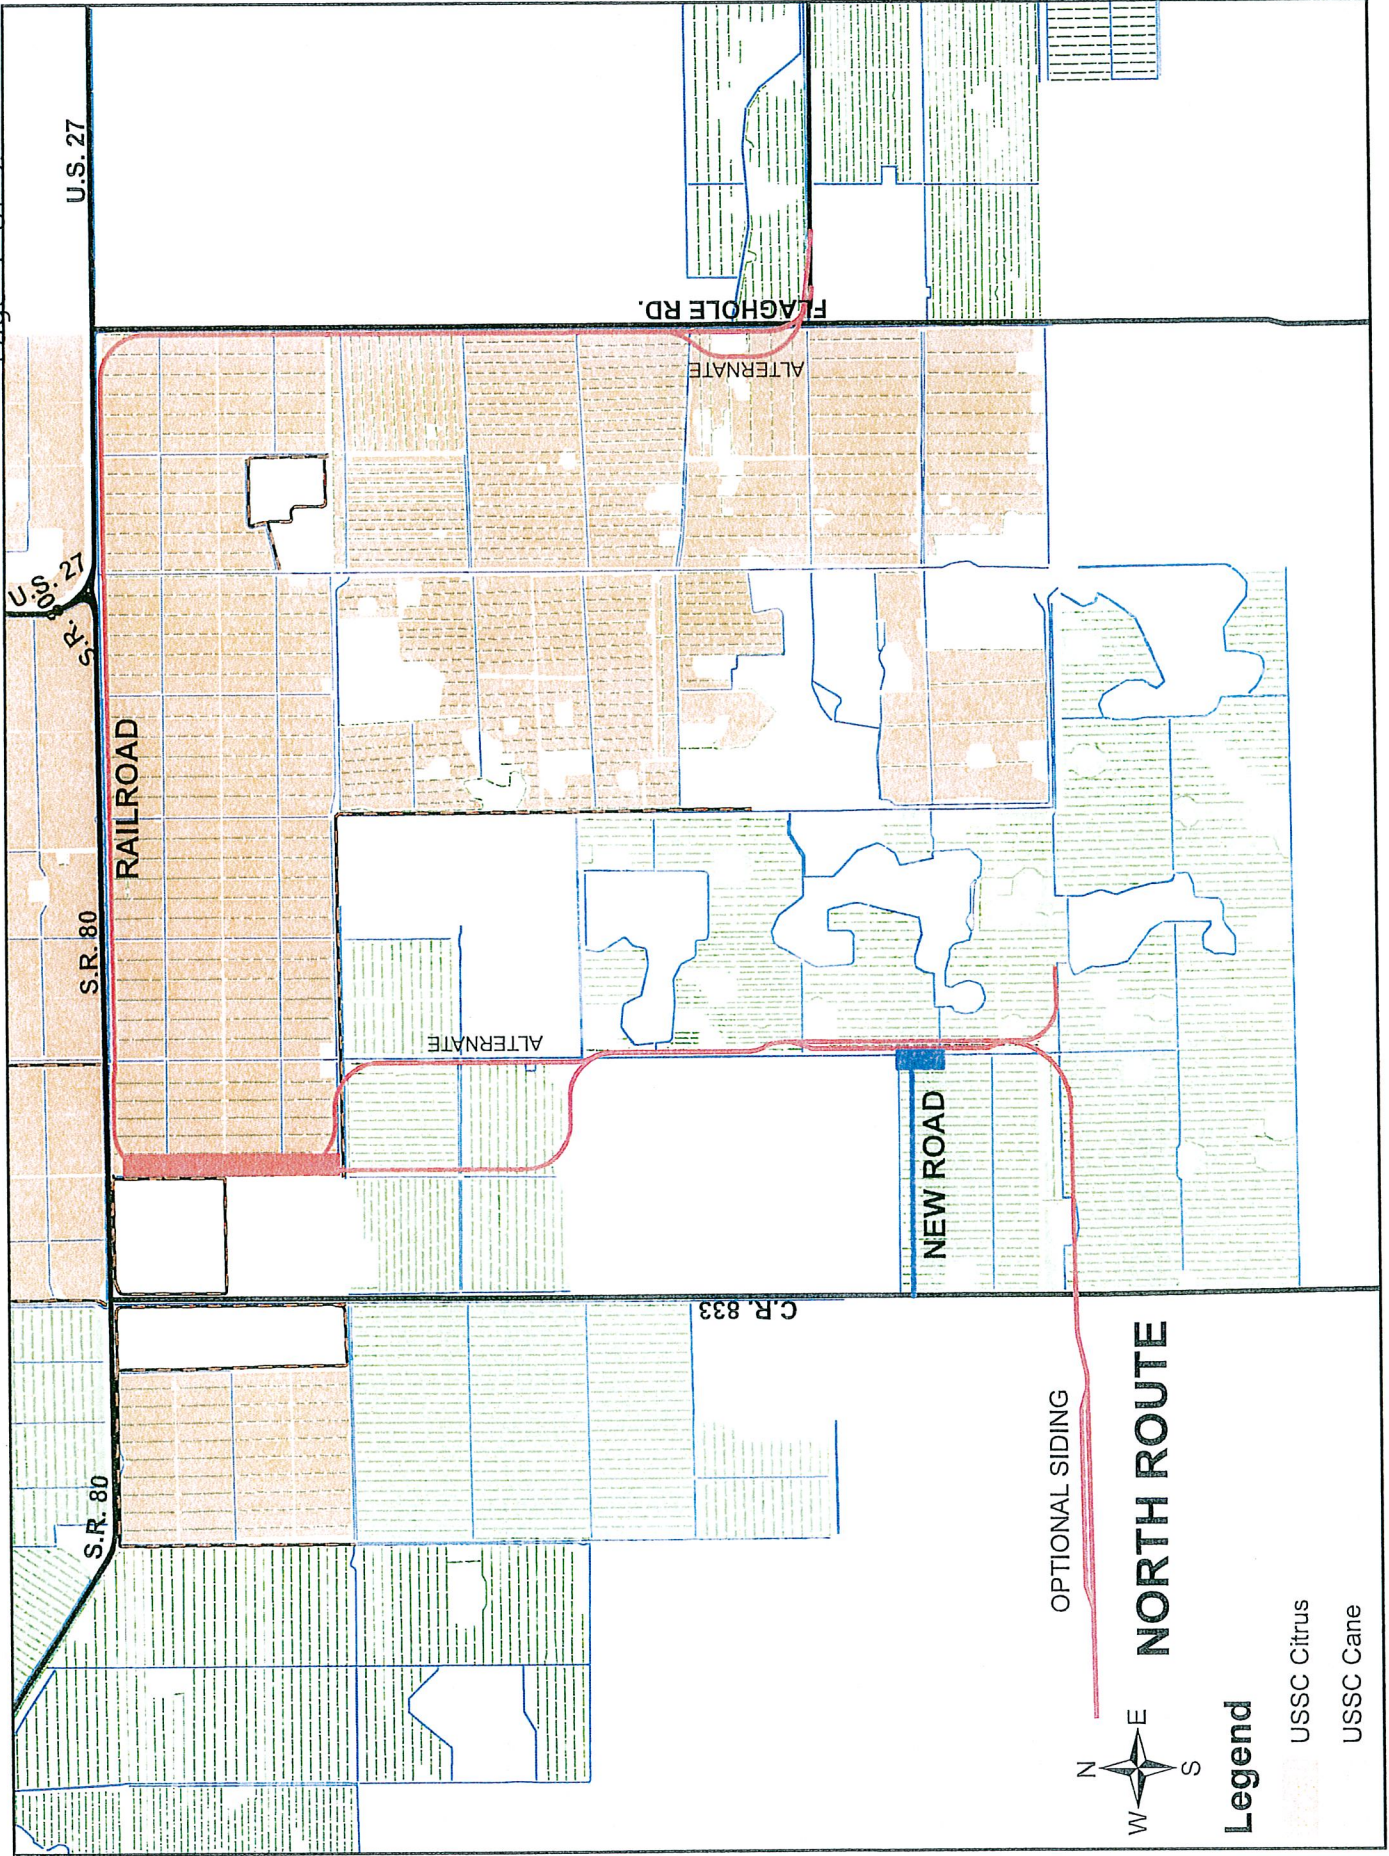 U.S. 27
U.S. 27
S.R. 80
RAILROAD
S.R. 80
S.R. 80
FLAGHOLE RD.
ALTERNATE
ALTERNATE
NEW ROAD
C.R. 833
OPTIONAL SIDING
NORTH ROUTE
N
W
E
S
Legend
USSC Citrus
USSC Cane